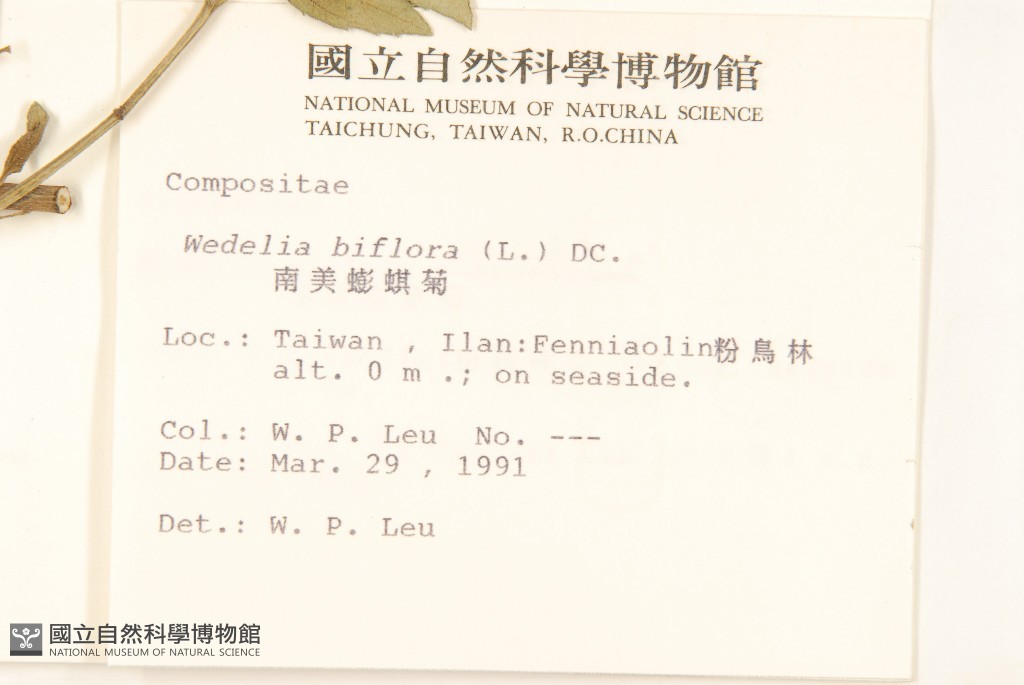 國立自然科學博物館
NATIONAL MUSEUM OF NATURAL SCIENCE
TAICHUNG, TAIWAN, R.O.CHINA
Compositae
Wedelia biflora (L.) DC.
南美蟛蜞菊
Loc.: Taiwan , Ilan:Fenniaolin粉鳥林
alt. 0 m .; on seaside.
Col.: W. P. Leu No. ---
Date: Mar. 29 , 1991
Det.: W. P. Leu
國立自然科學博物館
NATIONAL MUSEUM OF NATURAL SCIENCE